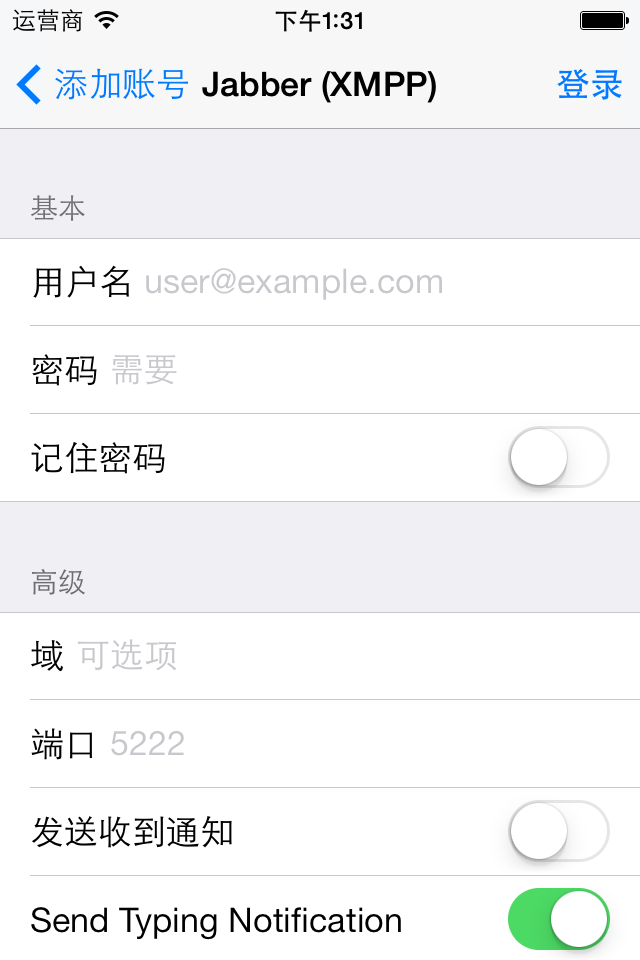 运营商 下午1:31
添加账号 Jabber (XMPP) 登录
基本
用户名 user@example.com
密码 需要
记住密码
高级
域 可选项
端口 5222
发送收到通知
Send Typing Notification